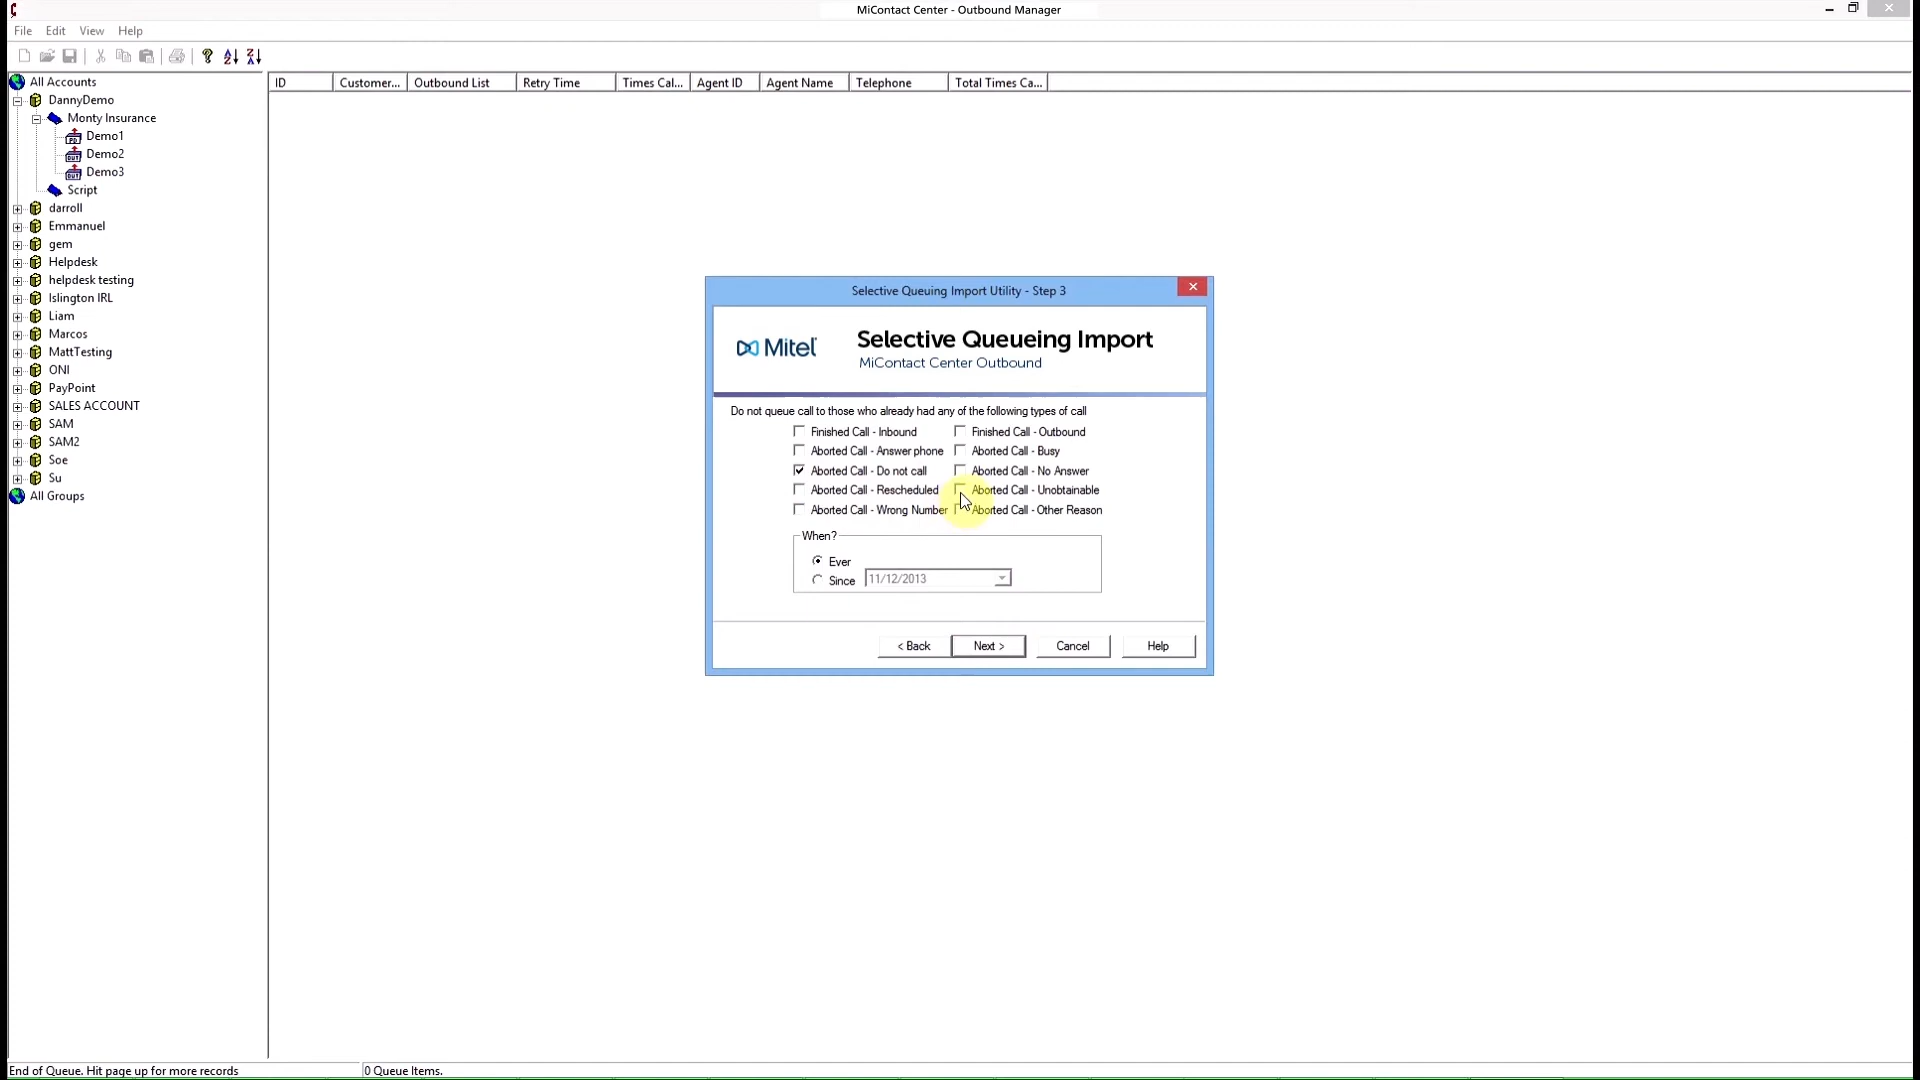 MiContact Center - Outbound Manager
File Edit View Help
All Accounts
DannyDemo
Monty Insurance
Demo1
Demo2
Demo3
Script
darroll
Emmanuel
gem
Helpdesk
helpdesk testing
Islington IRL
Liam
Marcos
MattTesting
ONI
PayPoint
SALES ACCOUNT
SAM
SAM2
Soe
Su
All Groups
ID Customer... Outbound List Retry Time Times Cal... Agent ID Agent Name Telephone Total Times Ca...
Selective Queuing Import Utility - Step 3
Mitel
Selective Queueing Import
MiContact Center Outbound
Do not queue call to those who already had any of the following types of call
Finished Call - Inbound Finished Call - Outbound
Aborted Call - Answer phone Aborted Call - Busy
Aborted Call - Do not call Aborted Call - No Answer
Aborted Call - Rescheduled Aborted Call - Unobtainable
Aborted Call - Wrong Number Aborted Call - Other Reason
When?
Ever
Since 11/12/2013
< Back Next > Cancel Help
End of Queue. Hit page up for more records 0 Queue Items.